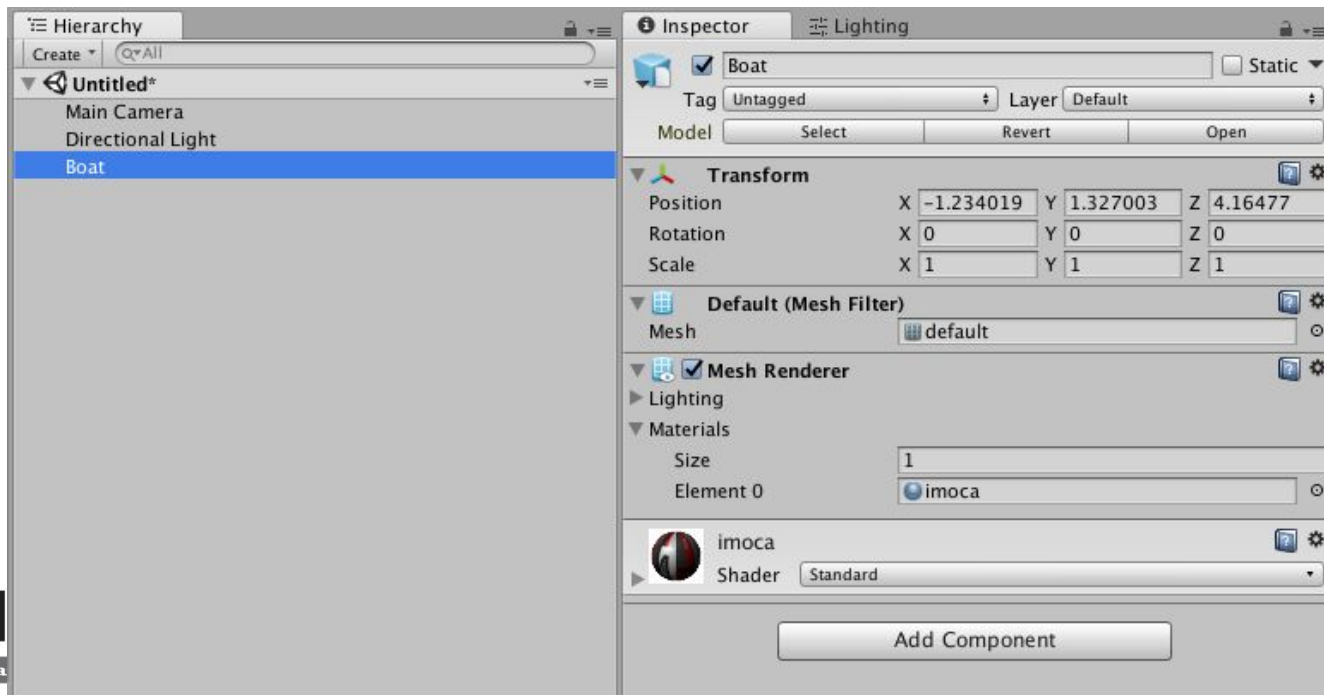 Hierarchy
Create All
Untitled*
Main Camera
Directional Light
Boat
Inspector Lighting
Boat Static
Tag Untagged Layer Default
Model Select Revert Open
Transform
Position X -1.234019 Y 1.327003 Z 4.16477
Rotation X 0 Y 0 Z 0
Scale X 1 Y 1 Z 1
Default (Mesh Filter)
Mesh default
Mesh Renderer
Lighting
Materials
Size 1
Element 0 imoca
imoca
Shader Standard
Add Component